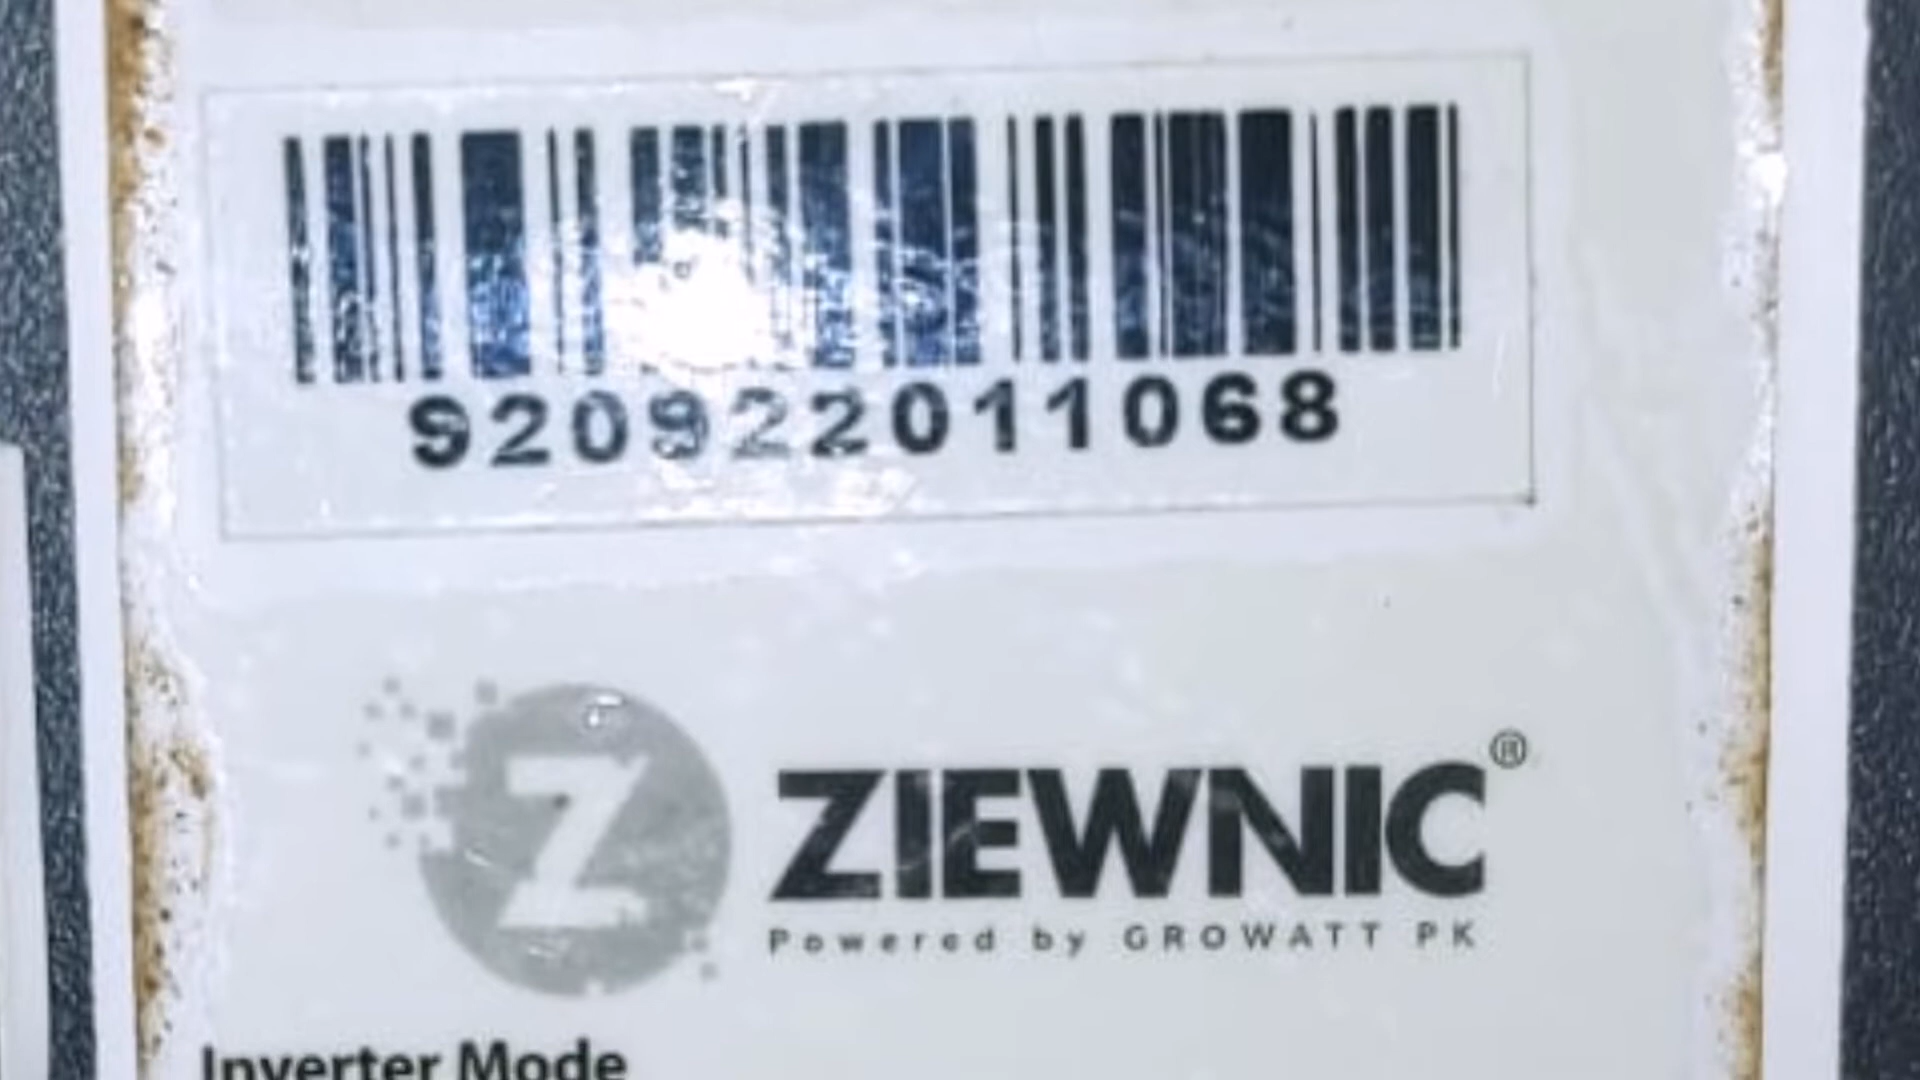 920922011068
Z ZIEWNIC®
Powered by GROWATT PK
Inverter Mode